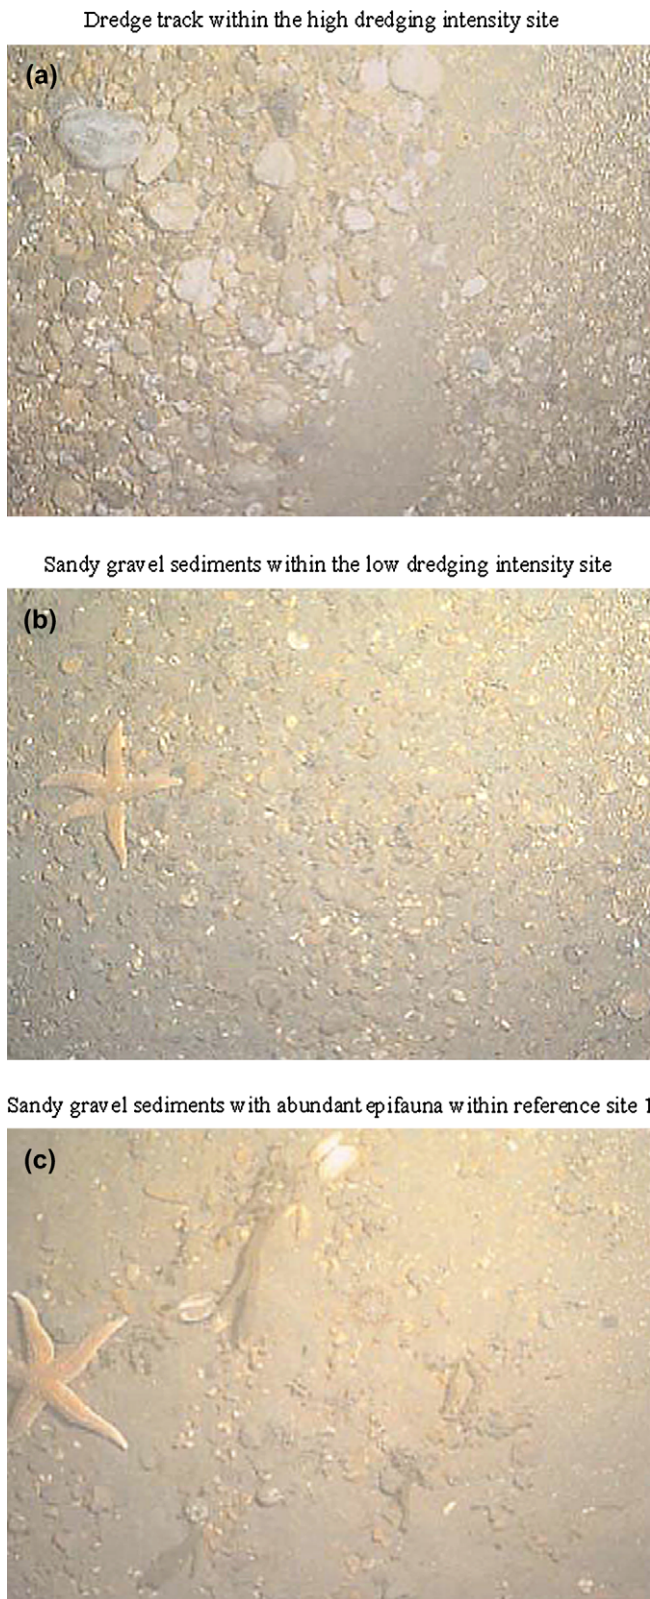 Dredge track within the high dredging intensity site
(a)
Sandy gravel sediments within the low dredging intensity site
(b)
Sandy gravel sediments with abundant epifauna within reference site 1
(c)